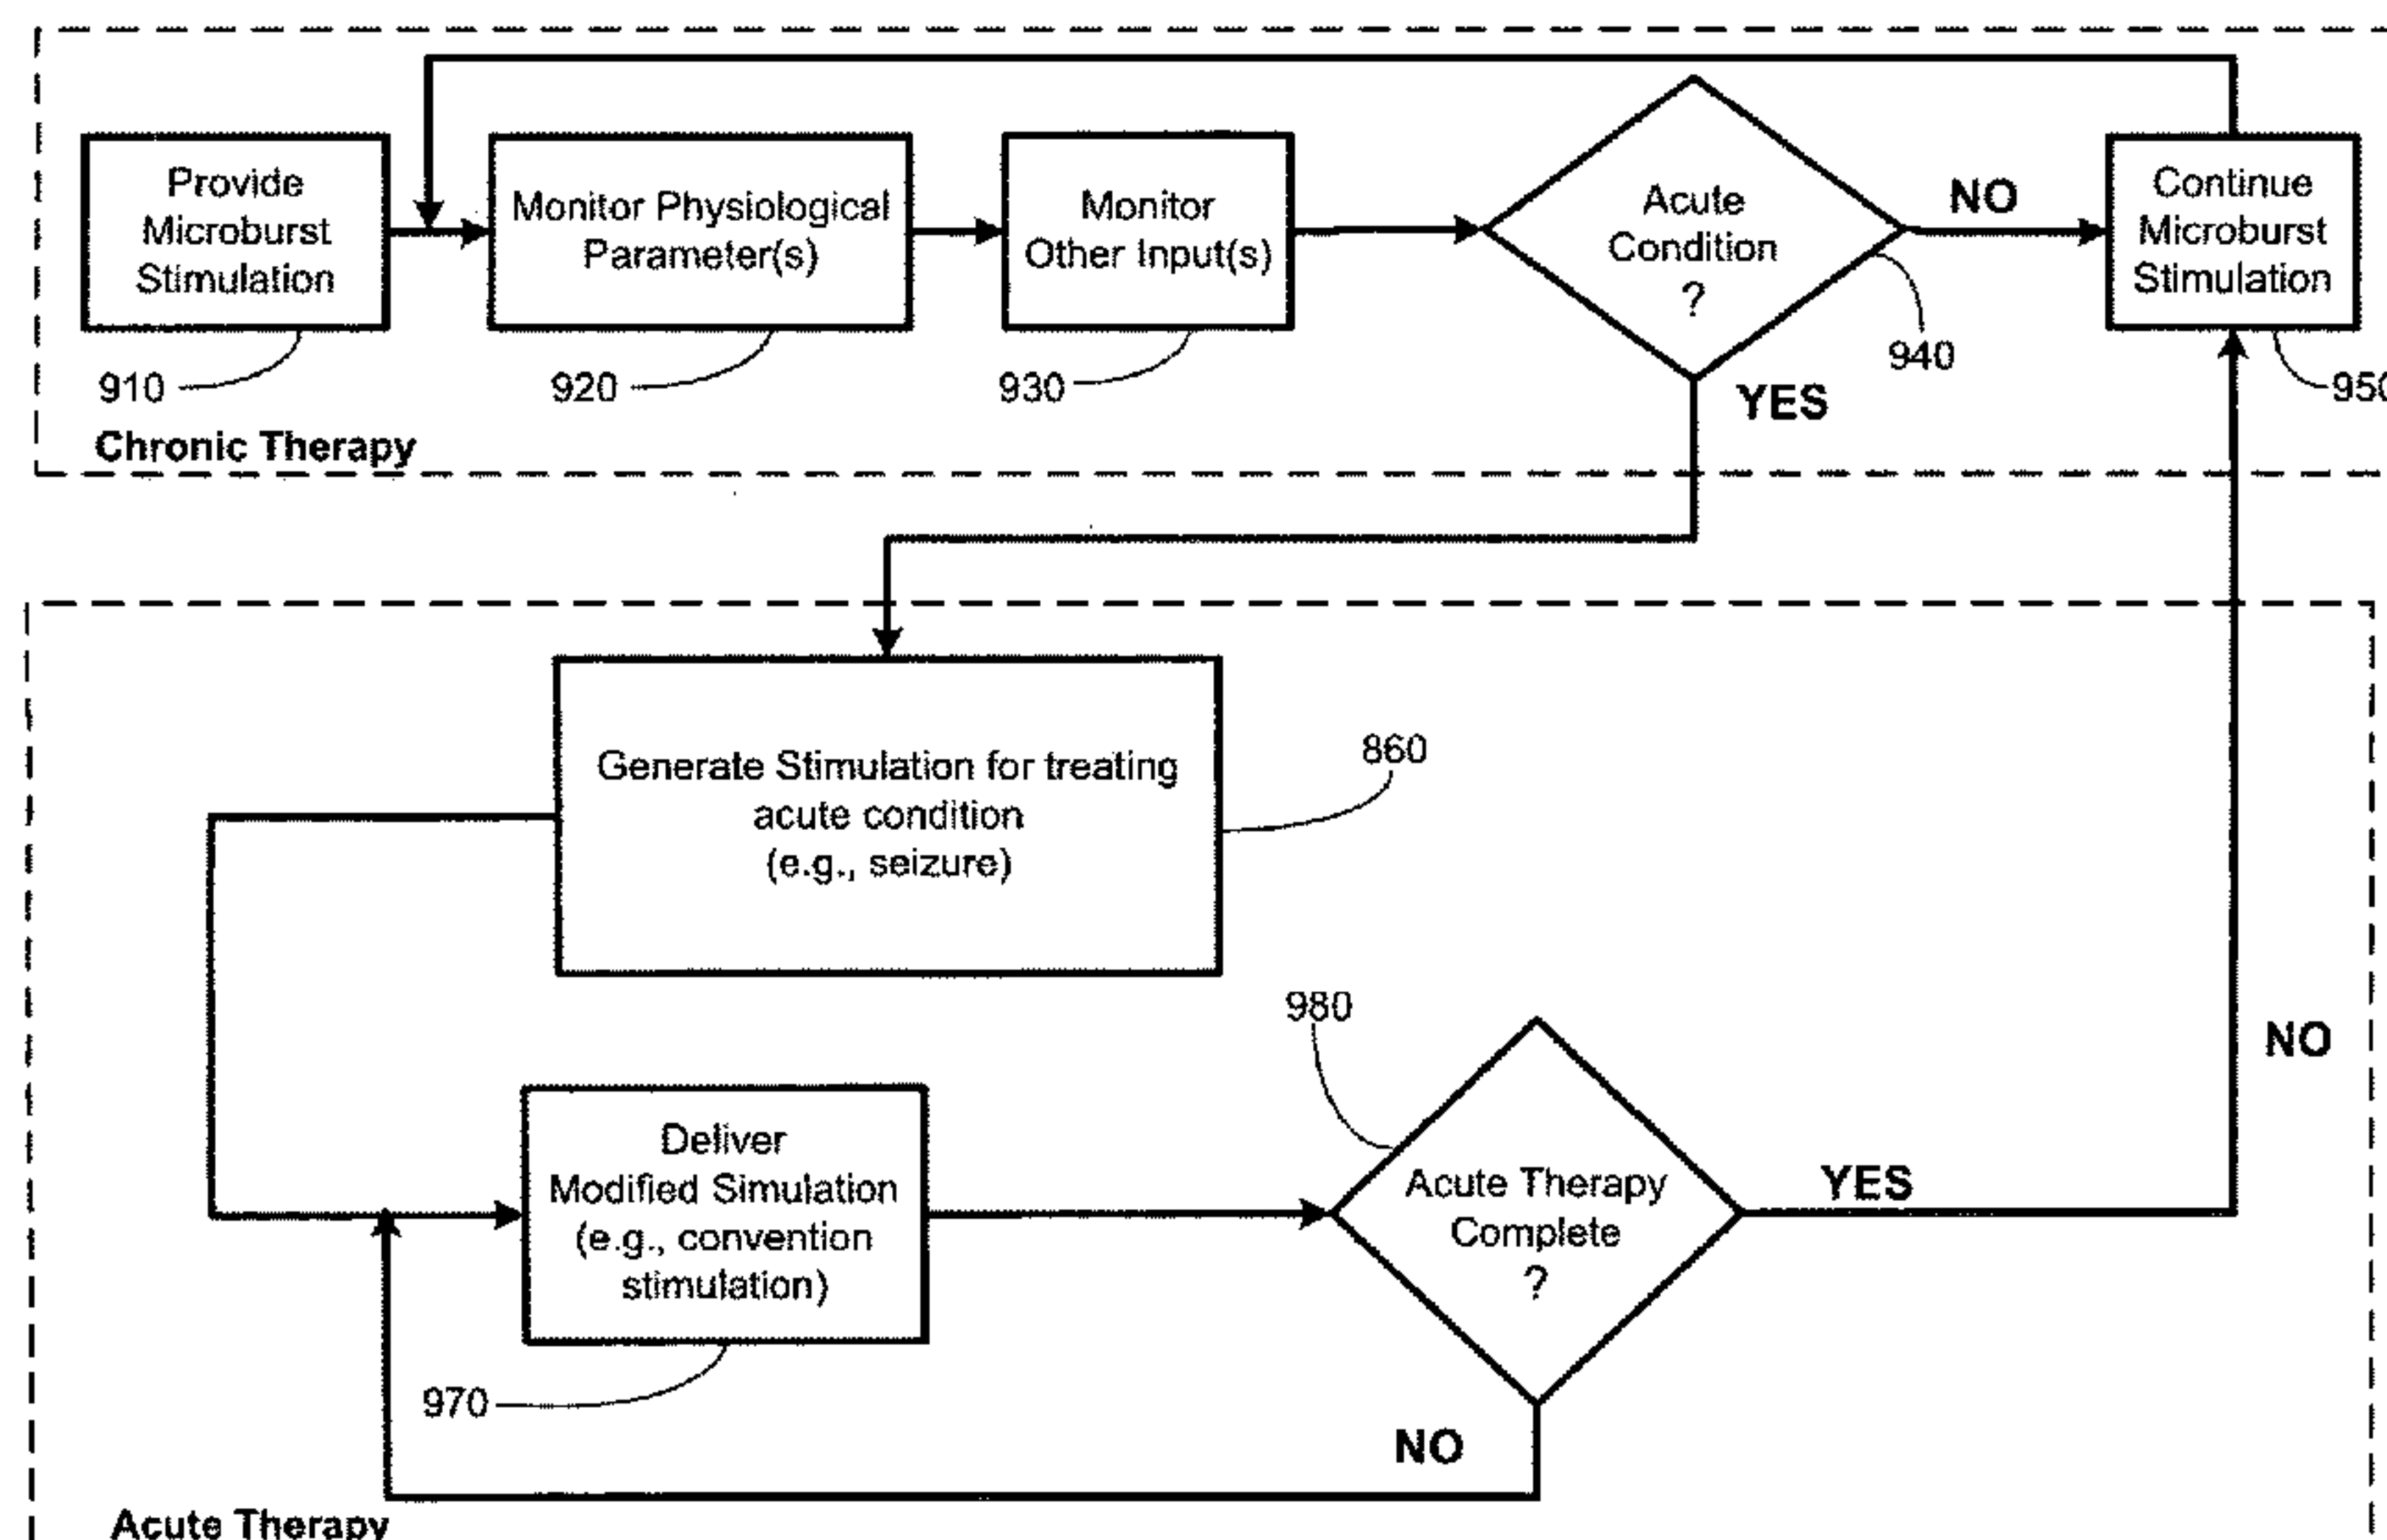 Provide
Microburst
Stimulation
Monitor Physiological
Parameter(s)
Monitor
Other Input(s)
Acute
Condition
?
NO
Continue
Microburst
Stimulation
910
920
930
940
950
YES
Chronic Therapy
Generate Stimulation for treating
acute condition
(e.g., seizure)
860
980
NO
Deliver
Modified Simulation
(e.g., convention
stimulation)
Acute Therapy
Complete
?
YES
970
NO
Acute Therapy